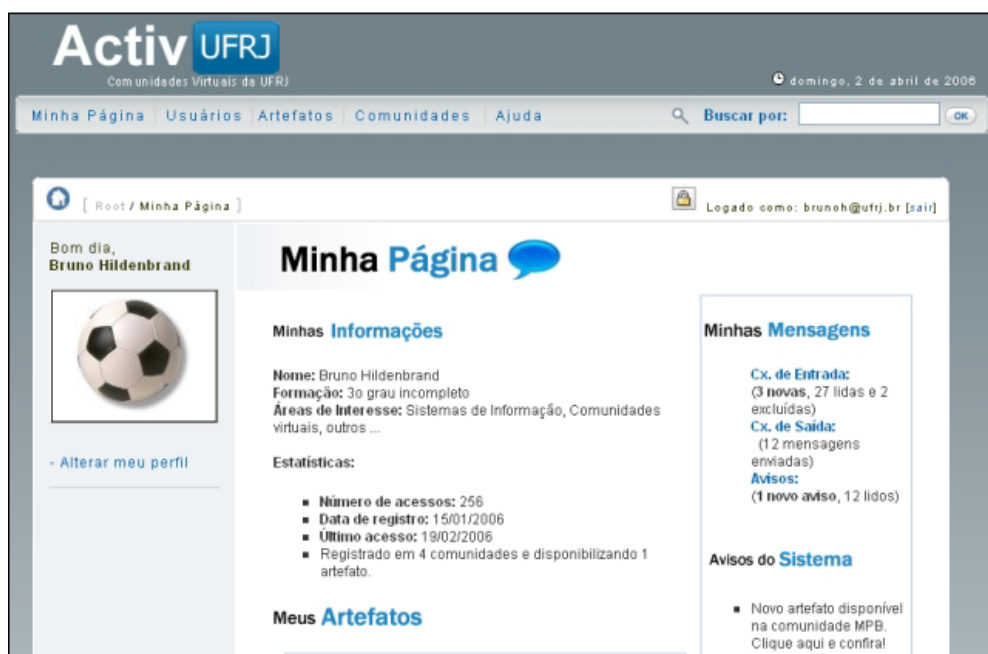 Activ UFRJ
Comunidades Virtuais da UFRJ
domingo, 2 de abril de 2006
Minha Página | Usuários | Artefatos | Comunidades | Ajuda
Buscar por: OK
[ Root / Minha Página ]
Logado como: brunoh@ufrj.br [sair]
Bom dia,
Bruno Hildenbrand
- Alterar meu perfil
Minha Página
Minhas Informações
Nome: Bruno Hildenbrand
Formação: 3o grau incompleto
Áreas de Interesse: Sistemas de Informação, Comunidades
virtuais, outros ...
Estatísticas:
Número de acessos: 256
Data de registro: 15/01/2006
Último acesso: 19/02/2006
Registrado em 4 comunidades e disponibilizando 1
artefato.
Meus Artefatos
Minhas Mensagens
Cx. de Entrada:
(3 novas, 27 lidas e 2
excluídas)
Cx. de Saída:
(12 mensagens
enviadas)
Avisos:
(1 novo aviso, 12 lidos)
Avisos do Sistema
Novo artefato disponível
na comunidade MPB.
Clique aqui e confira!